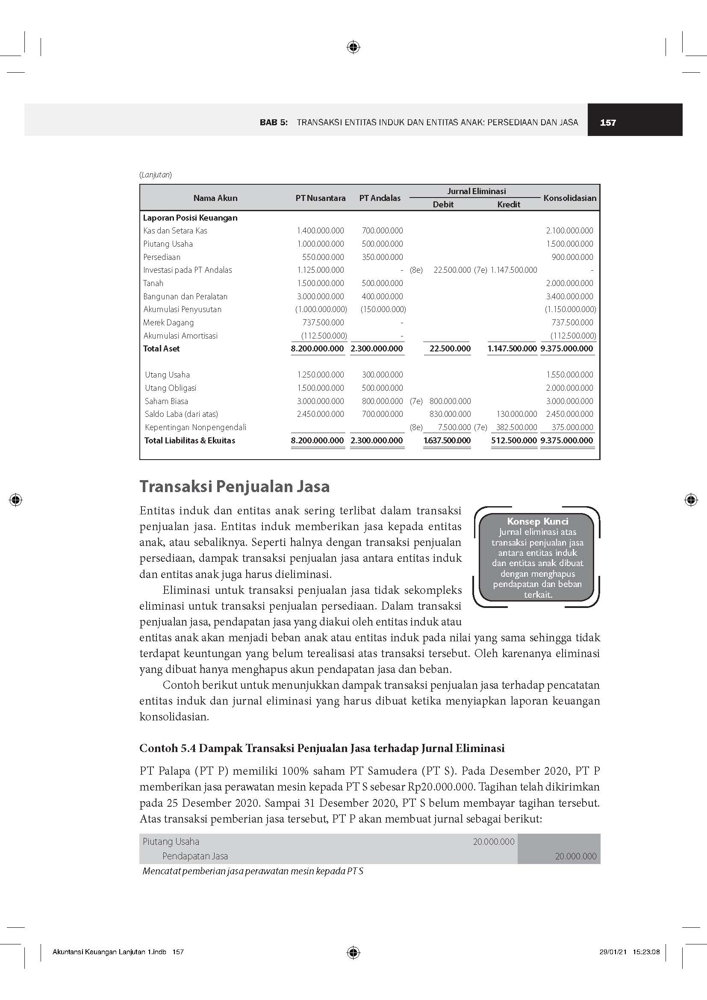 BAB 5: TRANSAKSI ENTITAS INDUK DAN ENTITAS ANAK: PERSEDIAAN DAN JASA 157
(Lanjutan)
Nama Akun PT Nusantara PT Andalas Jurnal Eliminasi Konsolidasian
Debit Kredit
Laporan Posisi Keuangan
Kas dan Setara Kas 1.400.000.000 700.000.000 2.100.000.000
Piutang Usaha 1.000.000.000 500.000.000 1.500.000.000
Persediaan 550.000.000 350.000.000 900.000.000
Investasi pada PT Andalas 1.125.000.000 - (8e) 22.500.000 (7e) 1.147.500.000 -
Tanah 1.500.000.000 500.000.000 2.000.000.000
Bangunan dan Peralatan 3.000.000.000 400.000.000 3.400.000.000
Akumulasi Penyusutan (1.000.000.000) (150.000.000) (1.150.000.000)
Merek Dagang 737.500.000 - 737.500.000
Akumulasi Amortisasi (112.500.000) - (112.500.000)
Total Aset 8.200.000.000 2.300.000.000 22.500.000 1.147.500.000 9.375.000.000
Utang Usaha 1.250.000.000 300.000.000 1.550.000.000
Utang Obligasi 1.500.000.000 500.000.000 2.000.000.000
Saham Biasa 3.000.000.000 800.000.000 (7e) 800.000.000 3.000.000.000
Saldo Laba (dari atas) 2.450.000.000 700.000.000 830.000.000 130.000.000 2.450.000.000
Kepentingan Nonpengendali (8e) 7.500.000 (7e) 382.500.000 375.000.000
Total Liabilitas & Ekuitas 8.200.000.000 2.300.000.000 1.637.500.000 512.500.000 9.375.000.000
Transaksi Penjualan Jasa
Entitas induk dan entitas anak sering terlibat dalam transaksi
penjualan jasa. Entitas induk memberikan jasa kepada entitas
anak, atau sebaliknya. Seperti halnya dengan transaksi penjualan
persediaan, dampak transaksi penjualan jasa antara entitas induk
dan entitas anak juga harus dieliminasi.
Eliminasi untuk transaksi penjualan jasa tidak sekompleks
eliminasi untuk transaksi penjualan persediaan. Dalam transaksi
penjualan jasa, pendapatan jasa yang diakui oleh entitas induk atau
entitas anak akan menjadi beban anak atau entitas induk pada nilai yang sama sehingga tidak
terdapat keuntungan yang belum terealisasi atas transaksi tersebut. Oleh karenanya eliminasi
yang dibuat hanya menghapus akun pendapatan jasa dan beban.
Konsep Kunci
Jurnal eliminasi atas
transaksi penjualan jasa
antara entitas induk
dan entitas anak dibuat
dengan menghapus
pendapatan dan beban
terkait.
Contoh berikut untuk menunjukkan dampak transaksi penjualan jasa terhadap pencatatan
entitas induk dan jurnal eliminasi yang harus dibuat ketika menyiapkan laporan keuangan
konsolidasian.
Contoh 5.4 Dampak Transaksi Penjualan Jasa terhadap Jurnal Eliminasi
PT Palapa (PT P) memiliki 100% saham PT Samudera (PT S). Pada Desember 2020, PT P
memberikan jasa perawatan mesin kepada PT S sebesar Rp20.000.000. Tagihan telah dikirimkan
pada 25 Desember 2020. Sampai 31 Desember 2020, PT S belum membayar tagihan tersebut.
Atas transaksi pemberian jasa tersebut, PT P akan membuat jurnal sebagai berikut:
Piutang Usaha 20.000.000
Pendapatan Jasa 20.000.000
Mencatat pemberian jasa perawatan mesin kepada PT S
Akuntansi Keuangan Lanjutan 1.indb 157 29/01/21 15:23:08